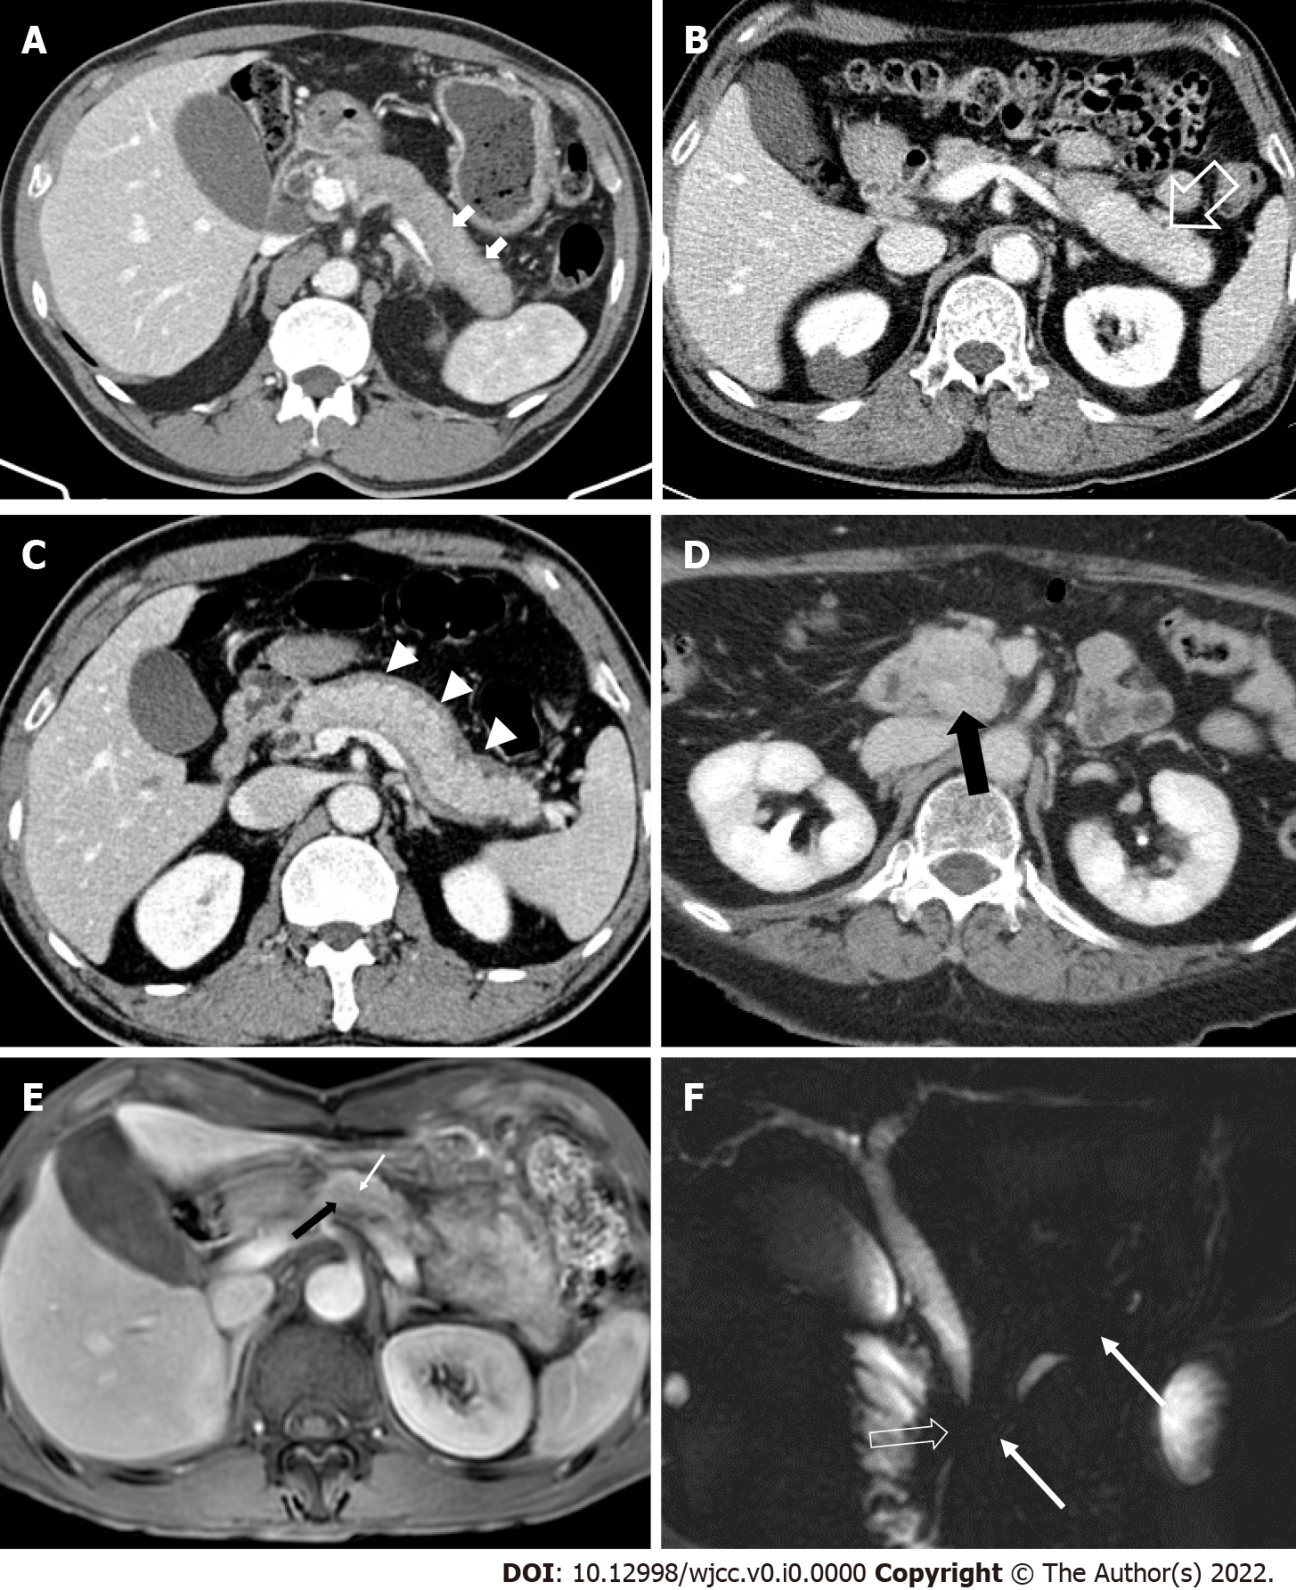 A
B
C
D
E
F
DOI: 10.12998/wjcc.v0.i0.0000 Copyright © The Author(s) 2022.